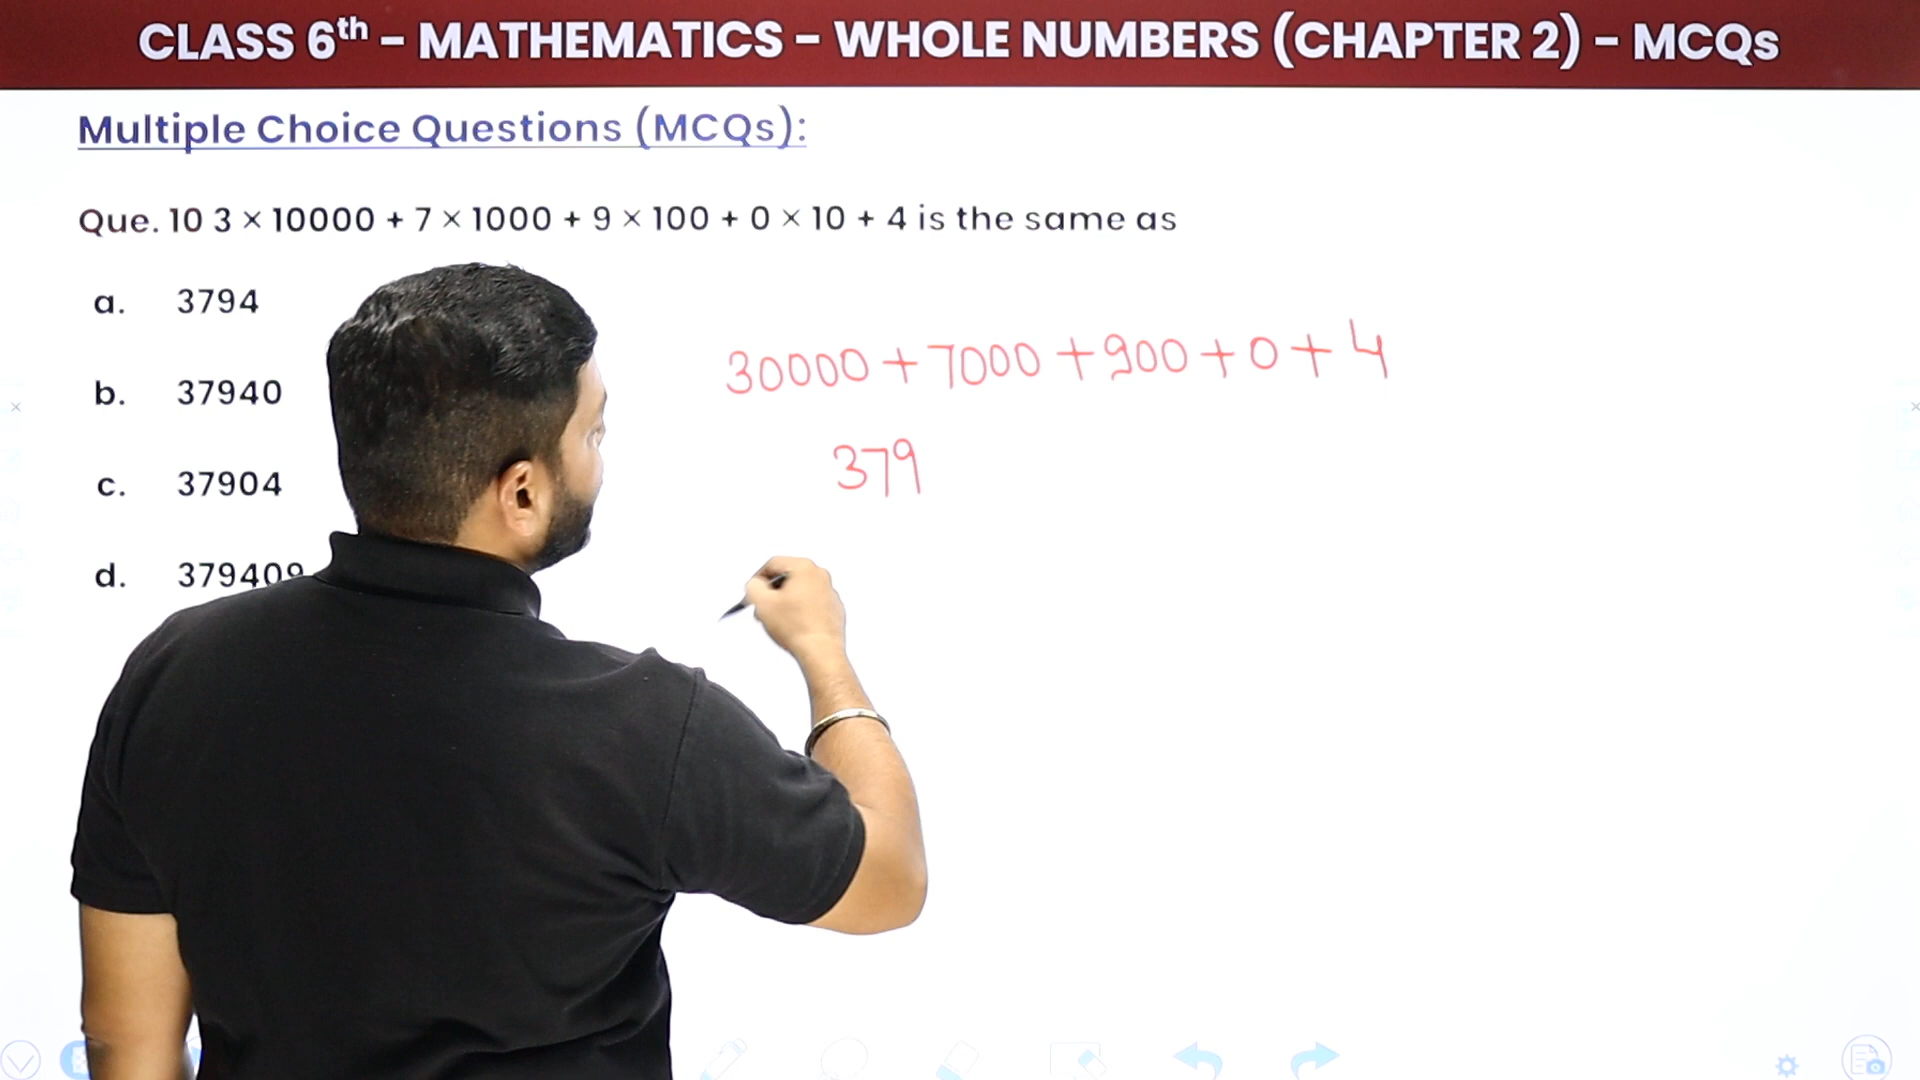 CLASS 6th – MATHEMATICS – WHOLE NUMBERS (CHAPTER 2) – MCQs
Multiple Choice Questions (MCQs):
Que. 10 3 × 10000 + 7 × 1000 + 9 × 100 + 0 × 10 + 4 is the same as
a. 3794
b. 37940
c. 37904
d. 379409
30000 + 7000 + 900 + 0 + 4
379